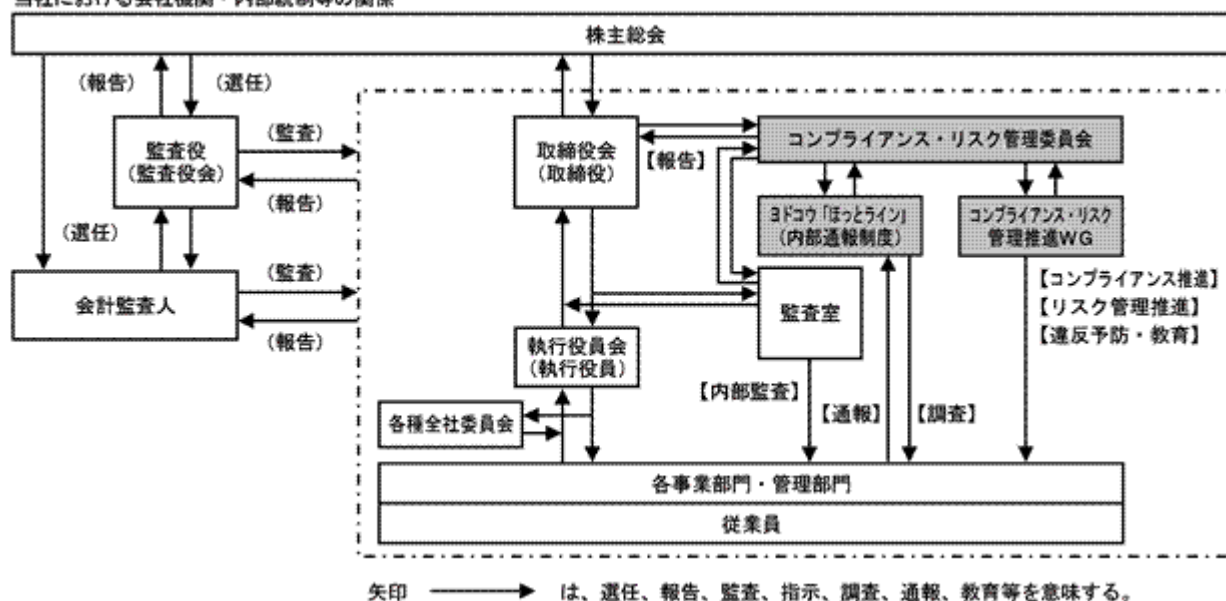 当社における会社機関・内部統制等の関係
株主総会
(報告)
(選任)
監査役
(監査役会)
(監査)
(報告)
(選任)
会計監査人
(監査)
(報告)
取締役会
(取締役)
【報告】
コンプライアンス・リスク管理委員会
ヨドコウ「ほっとライン」
(内部通報制度)
コンプライアンス・リスク
管理推進WG
【コンプライアンス推進】
【リスク管理推進】
【違反予防・教育】
監査室
執行役員会
(執行役員)
【内部監査】
【通報】
【調査】
各種全社委員会
各事業部門・管理部門
従業員
矢印 は、選任、報告、監査、指示、調査、通報、教育等を意味する。